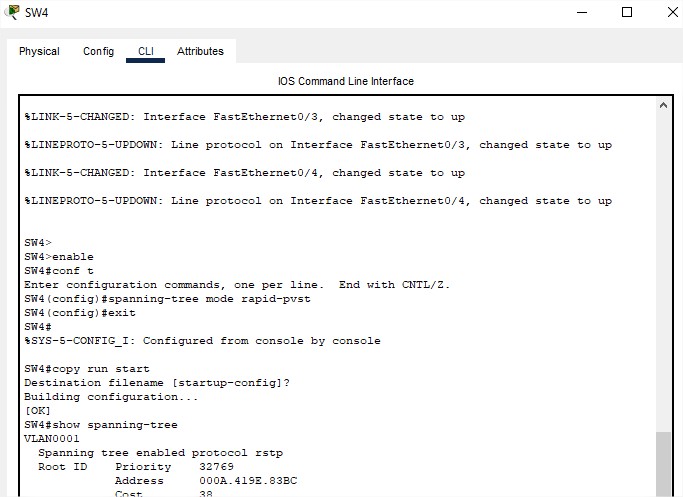 SW4
Physical Config CLI Attributes
IOS Command Line Interface
%LINK-5-CHANGED: Interface FastEthernet0/3, changed state to up
%LINEPROTO-5-UPDOWN: Line protocol on Interface FastEthernet0/3, changed state to up
%LINK-5-CHANGED: Interface FastEthernet0/4, changed state to up
%LINEPROTO-5-UPDOWN: Line protocol on Interface FastEthernet0/4, changed state to up
SW4>
SW4>enable
SW4#conf t
Enter configuration commands, one per line.  End with CNTL/Z.
SW4(config)#spanning-tree mode rapid-pvst
SW4(config)#exit
SW4#
%SYS-5-CONFIG_I: Configured from console by console
SW4#copy run start
Destination filename [startup-config]?
Building configuration...
[OK]
SW4#show spanning-tree
VLAN0001
  Spanning tree enabled protocol rstp
  Root ID    Priority    32769
             Address     000A.419E.83BC
             Cost        38